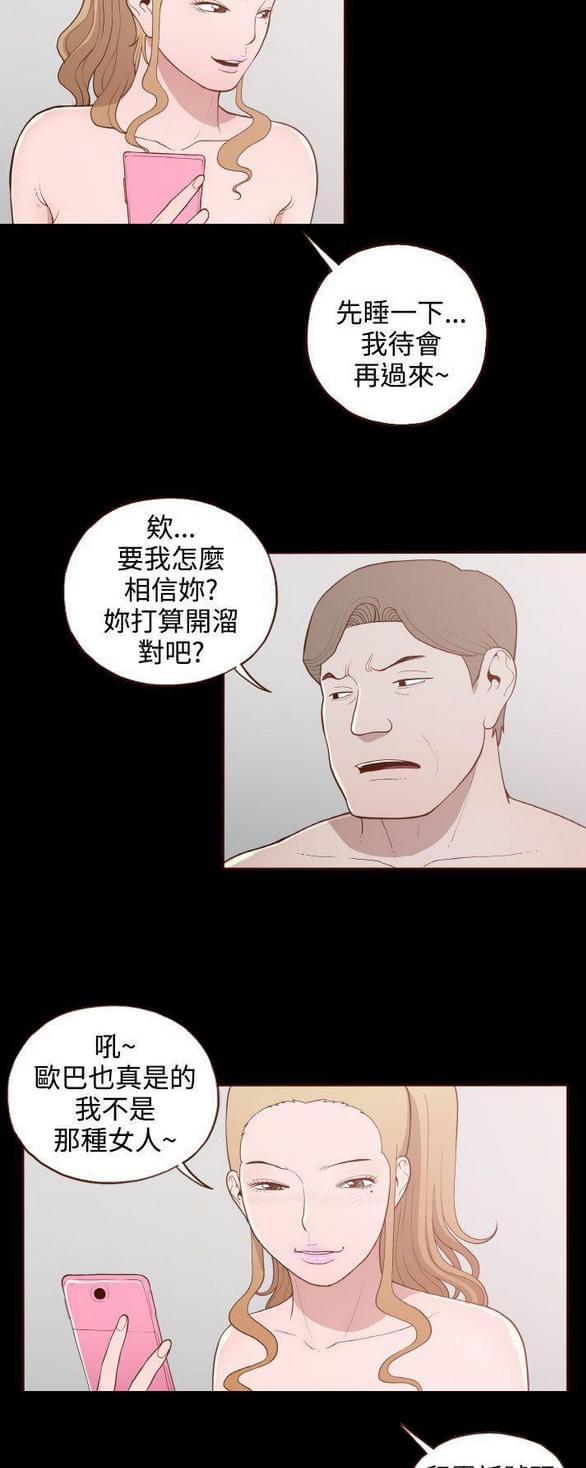 先睡一下...
我待會
再過來~
欸...
要我怎麼
相信妳?
妳打算開溜
對吧?
吼~
歐巴也真是的
我不是
那種女人~